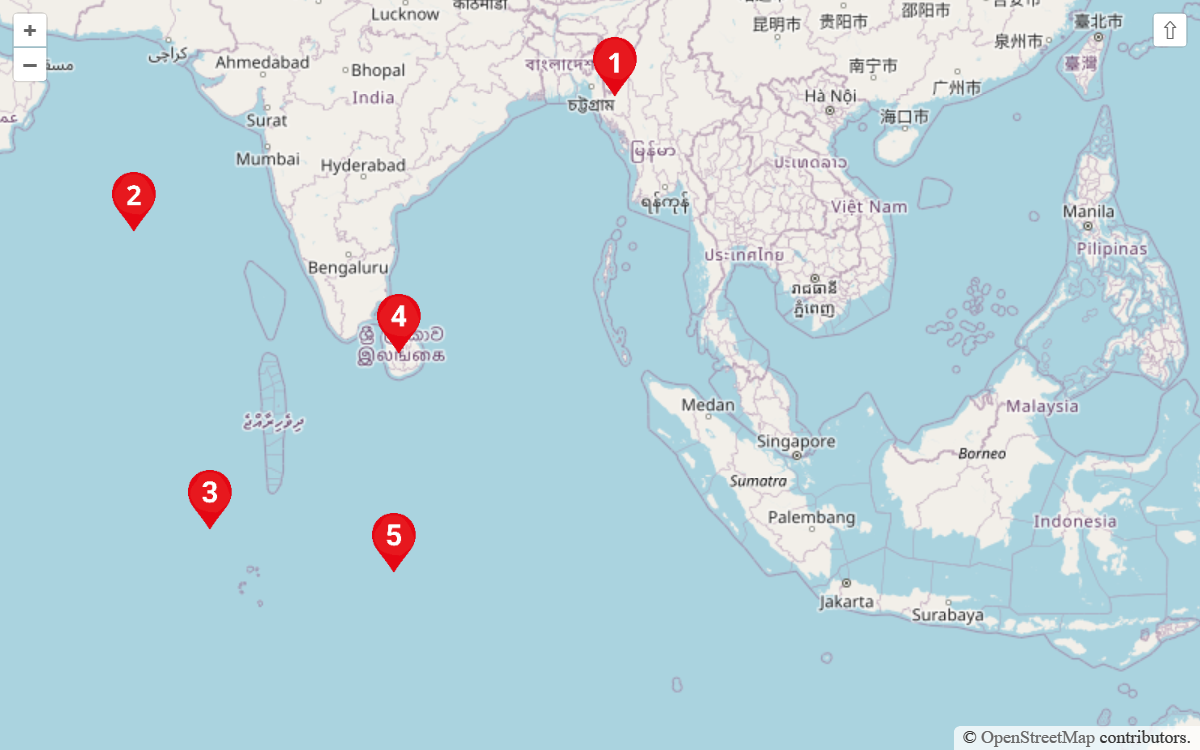 +
−
⇧
Lucknow
昆明市
贵阳市
邵阳市
臺北市
泉州市
کراچی
Ahmedabad
Bhopal
India
বাংলাদেশ
1
南宁市
广州市
臺灣
Surat
চট্টগ্রাম
Hà Nội
海口市
Mumbai
Hyderabad
မြန်မာ
ປະເທດລາວ
2
ရန်ကုန်
Việt Nam
Manila
Pilipinas
Bengaluru
ประเทศไทย
រាជធានី
ភ្នំពេញ
4
இலங்கை
Medan
Malaysia
ދިވެހިރާއްޖެ
Singapore
Borneo
3
Sumatra
Palembang
Indonesia
5
Jakarta
Surabaya
© OpenStreetMap contributors.